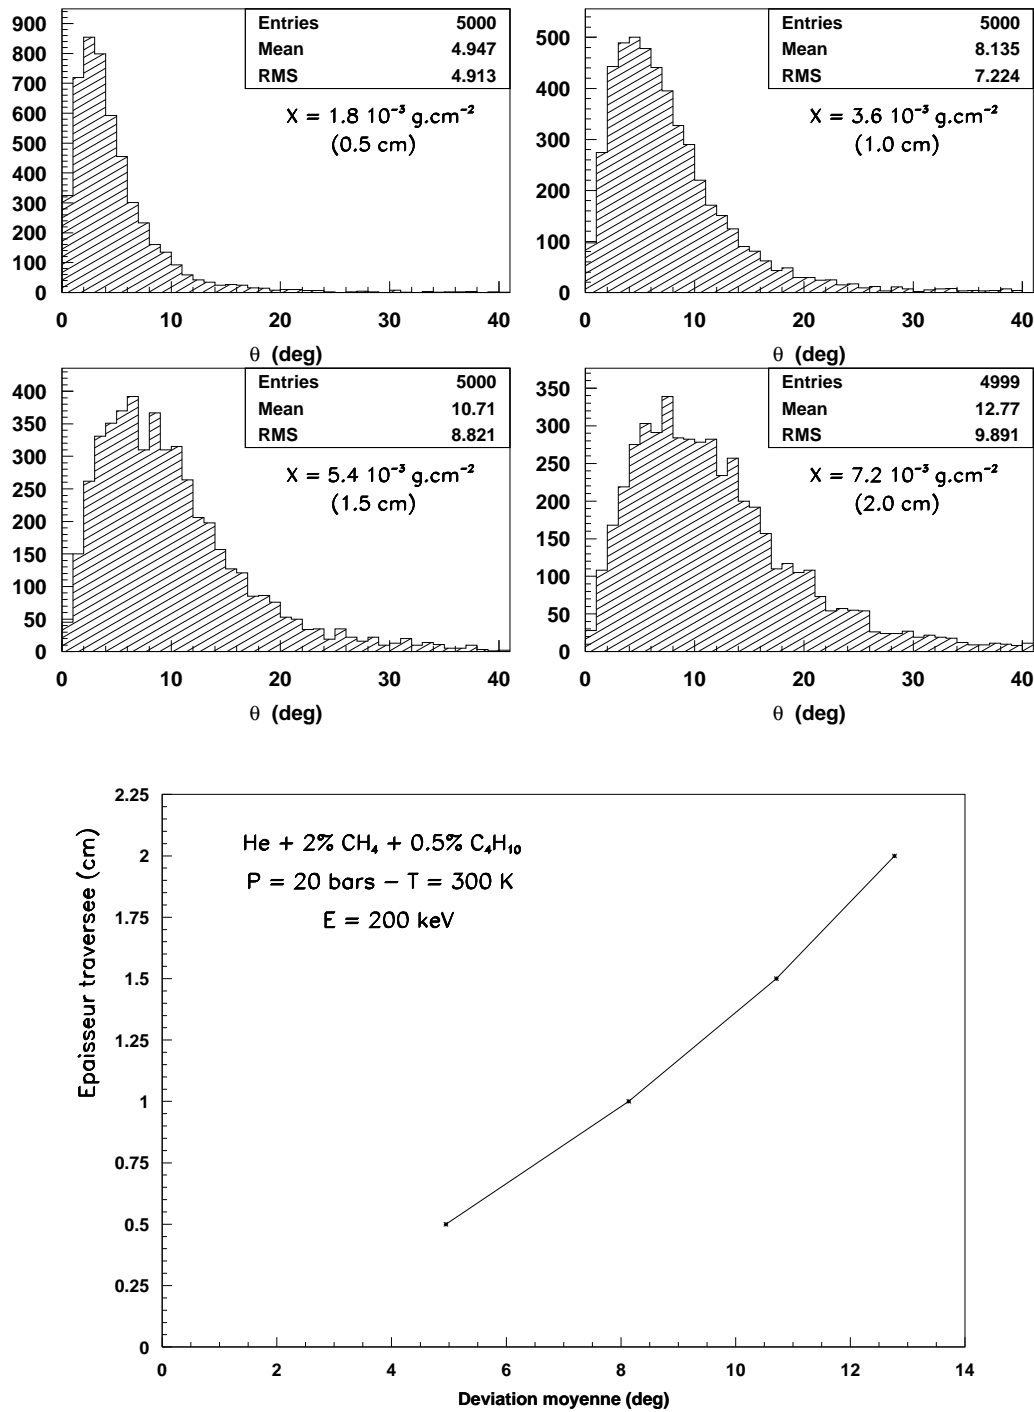 Entries 5000
Mean 4.947
RMS 4.913
X = 1.8 10⁻³ g.cm⁻²
(0.5 cm)
900
800
700
600
500
400
300
200
100
0
0 10 20 30 40
θ (deg)
Entries 5000
Mean 8.135
RMS 7.224
X = 3.6 10⁻³ g.cm⁻²
(1.0 cm)
500
400
300
200
100
0
0 10 20 30 40
θ (deg)
Entries 5000
Mean 10.71
RMS 8.821
X = 5.4 10⁻³ g.cm⁻²
(1.5 cm)
400
350
300
250
200
150
100
50
0
0 10 20 30 40
θ (deg)
Entries 4999
Mean 12.77
RMS 9.891
X = 7.2 10⁻³ g.cm⁻²
(2.0 cm)
350
300
250
200
150
100
50
0
0 10 20 30 40
θ (deg)
Epaisseur traversee (cm)
2.25
2
1.75
1.5
1.25
1
0.75
0.5
0.25
0
He + 2% CH₄ + 0.5% C₄H₁₀
P = 20 bars − T = 300 K
E = 200 keV
0 2 4 6 8 10 12 14
Deviation moyenne (deg)